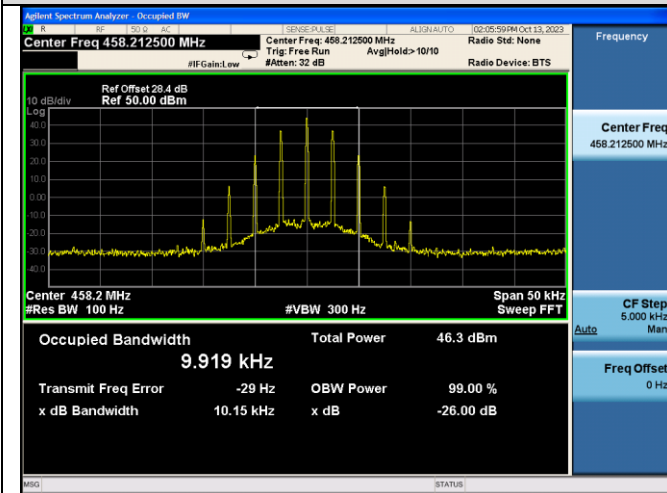 Agilent Spectrum Analyzer - Occupied BW
R RF 50 Ω AC SENSE:PULSE ALIGNAUTO 02:05:59PM Oct 13, 2023
Center Freq 458.212500 MHz
Center Freq: 458.212500 MHz
Radio Std: None
Trig: Free Run Avg|Hold:>10/10
#IFGain:Low #Atten: 32 dB Radio Device: BTS
Frequency
Ref Offset 28.4 dB
10 dB/div Ref 50.00 dBm
Log
40.0
30.0
20.0
10.0
0.00
-10.0
-20.0
-30.0
-40.0
Center 458.2 MHz Span 50 kHz
#Res BW 100 Hz #VBW 300 Hz Sweep FFT
Center Freq
458.212500 MHz
CF Step
5.000 kHz
Auto Man
Freq Offset
0 Hz
Occupied Bandwidth Total Power 46.3 dBm
9.919 kHz
Transmit Freq Error -29 Hz OBW Power 99.00 %
x dB Bandwidth 10.15 kHz x dB -26.00 dB
MSG STATUS